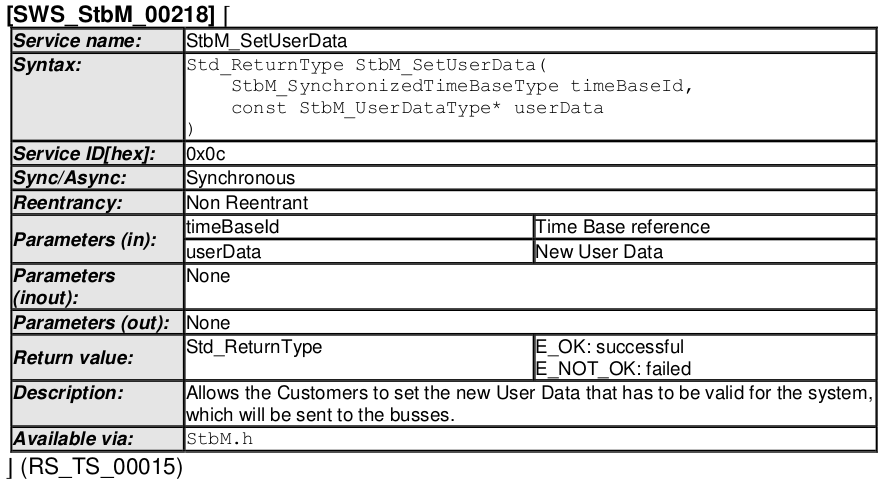 [SWS_StbM_00218] ⌈
Service name: StbM_SetUserData
Syntax: Std_ReturnType StbM_SetUserData(
StbM_SynchronizedTimeBaseType timeBaseId,
const StbM_UserDataType* userData
)
Service ID[hex]: 0x0c
Sync/Async: Synchronous
Reentrancy: Non Reentrant
Parameters (in): timeBaseId Time Base reference
userData New User Data
Parameters (inout): None
Parameters (out): None
Return value: Std_ReturnType E_OK: successful
E_NOT_OK: failed
Description: Allows the Customers to set the new User Data that has to be valid for the system,
which will be sent to the busses.
Available via: StbM.h
⌋ (RS_TS_00015)